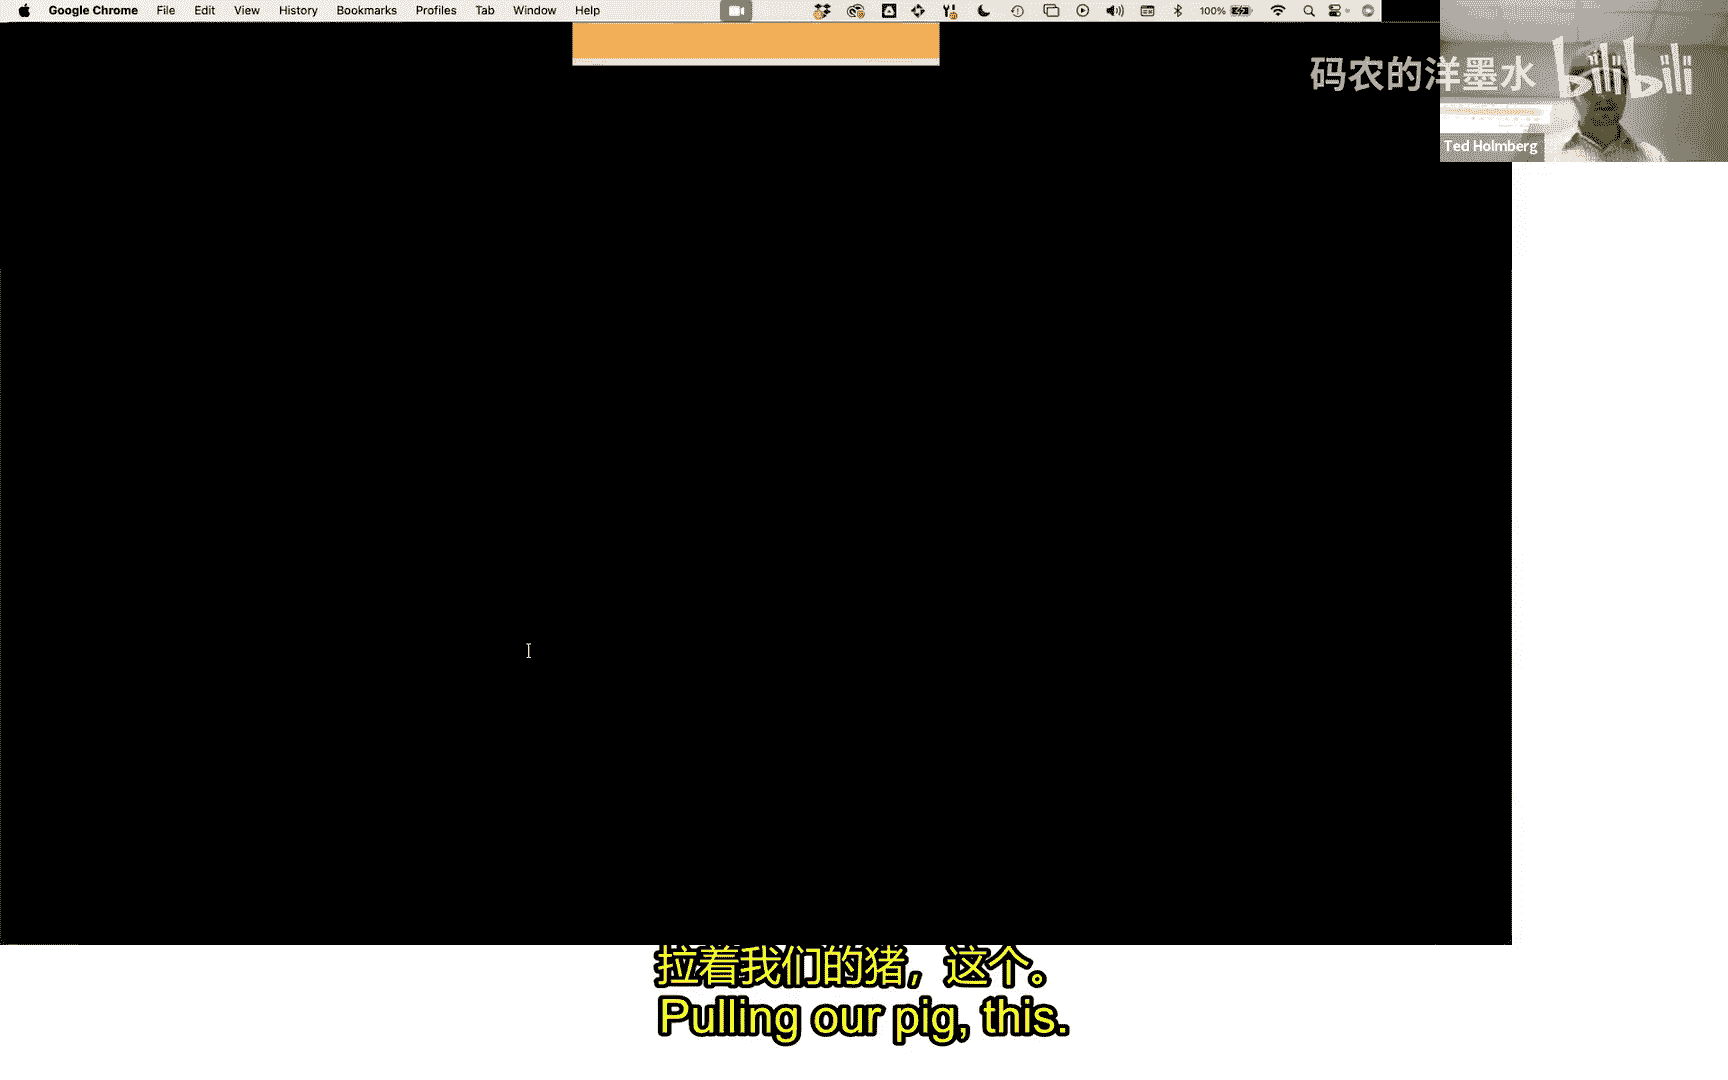 Google Chrome File Edit View History Bookmarks Profiles Tab Window Help 100%
码农的洋墨水 bilibili
Ted Holmberg
拉着我们的猪，这个。
Pulling our pig, this.